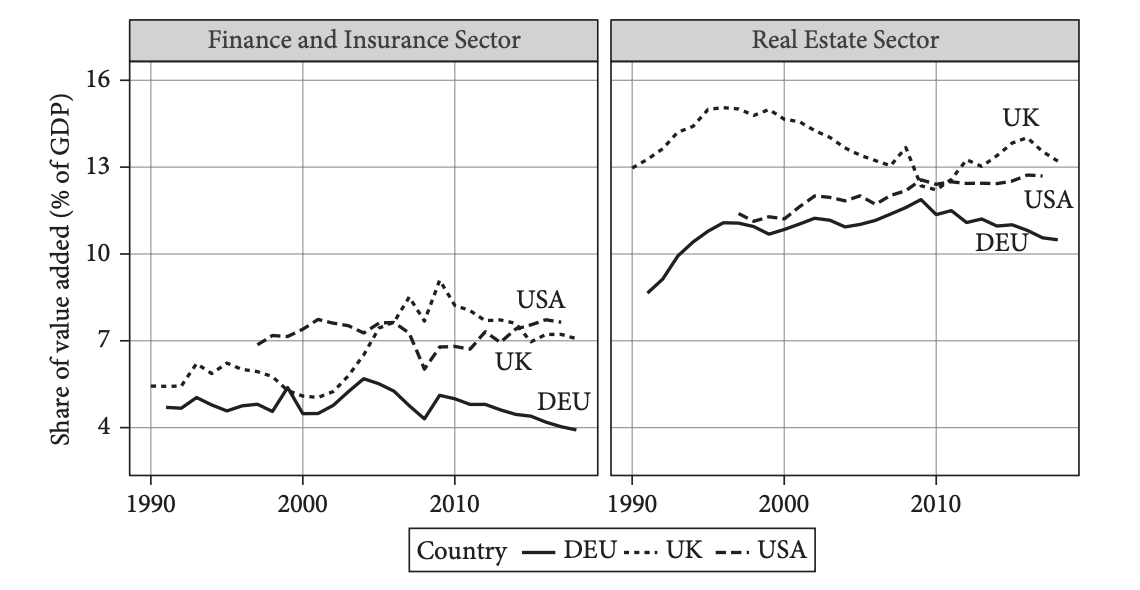 Finance and Insurance Sector
Real Estate Sector
Share of value added (% of GDP)
16
13
10
7
4
USA
UK
DEU
UK
USA
DEU
1990 2000 2010
1990 2000 2010
Country DEU UK USA